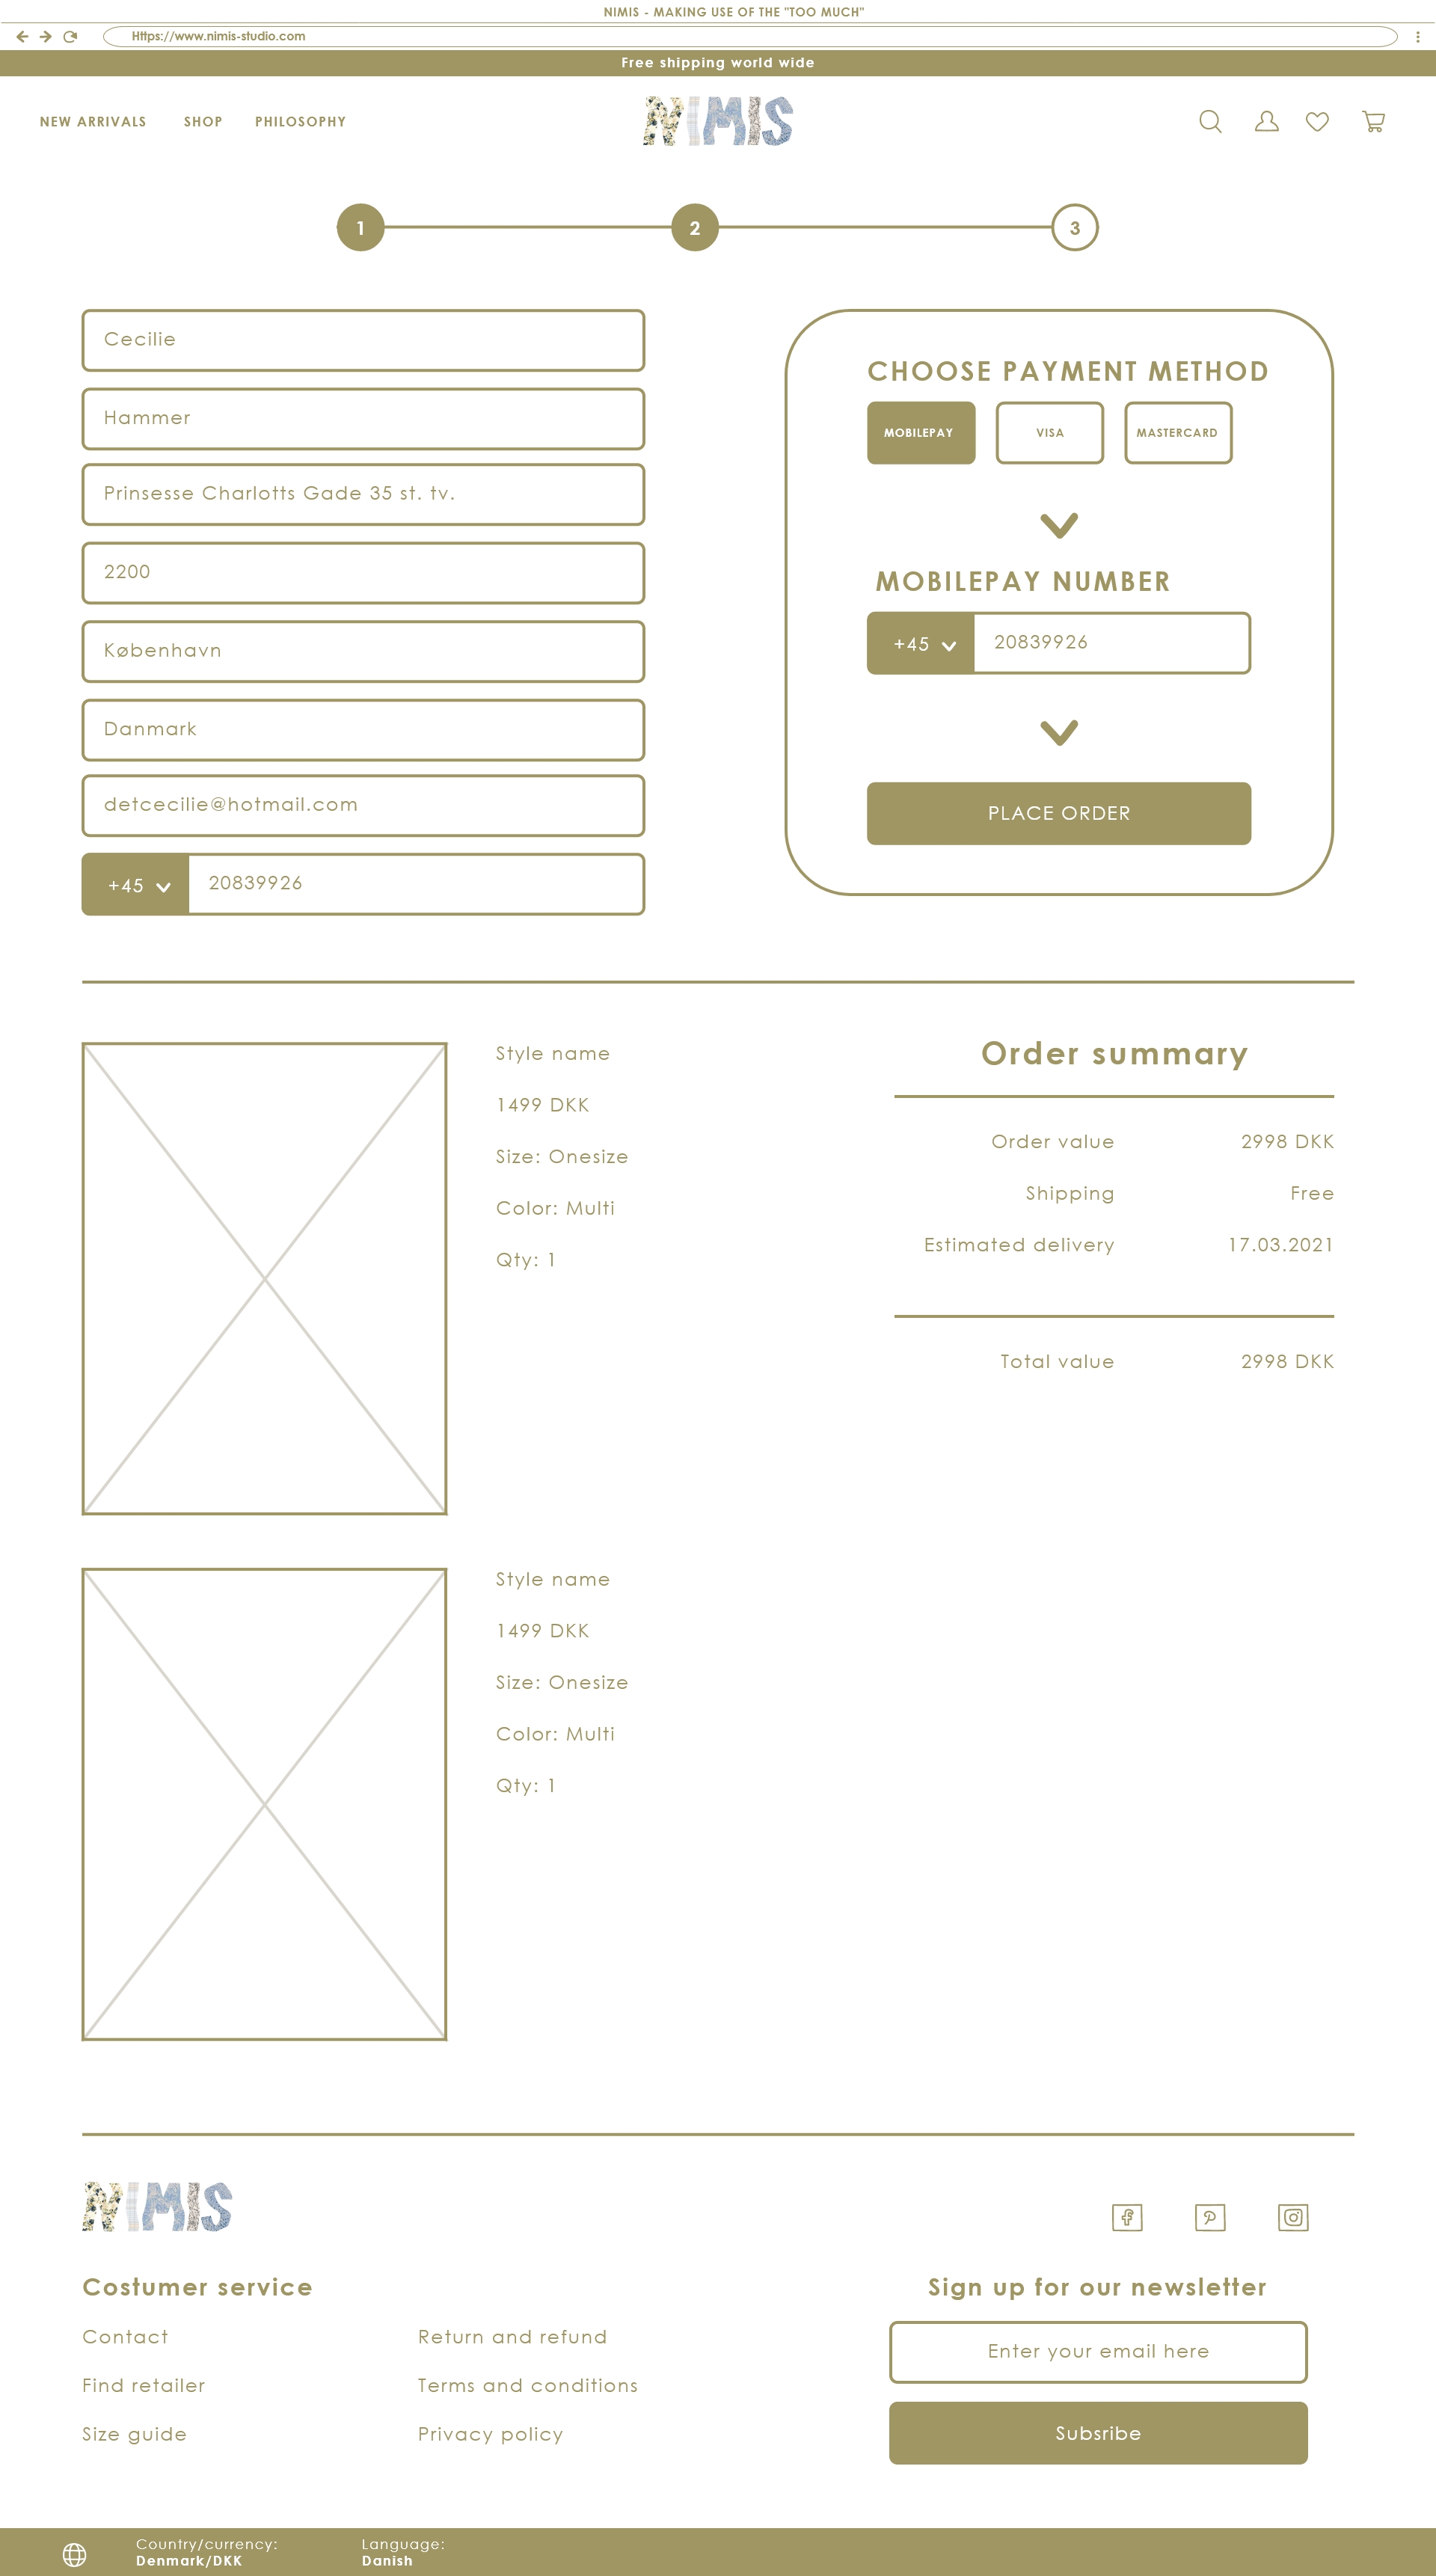 NIMIS - MAKING USE OF THE "TOO MUCH"
Https://www.nimis-studio.com
Free shipping world wide
NEW ARRIVALS SHOP PHILOSOPHY
NIMIS
1 2 3
Cecilie
Hammer
Prinsesse Charlotts Gade 35 st. tv.
2200
København
Danmark
detcecilie@hotmail.com
+45 20839926
CHOOSE PAYMENT METHOD
MOBILEPAY VISA MASTERCARD
MOBILEPAY NUMBER
+45 20839926
PLACE ORDER
Style name
1499 DKK
Size: Onesize
Color: Multi
Qty: 1
Order summary
Order value 2998 DKK
Shipping Free
Estimated delivery 17.03.2021
Total value 2998 DKK
Style name
1499 DKK
Size: Onesize
Color: Multi
Qty: 1
NIMIS
Costumer service
Contact
Find retailer
Size guide
Return and refund
Terms and conditions
Privacy policy
Sign up for our newsletter
Enter your email here
Subsribe
Country/currency:
Denmark/DKK
Language:
Danish